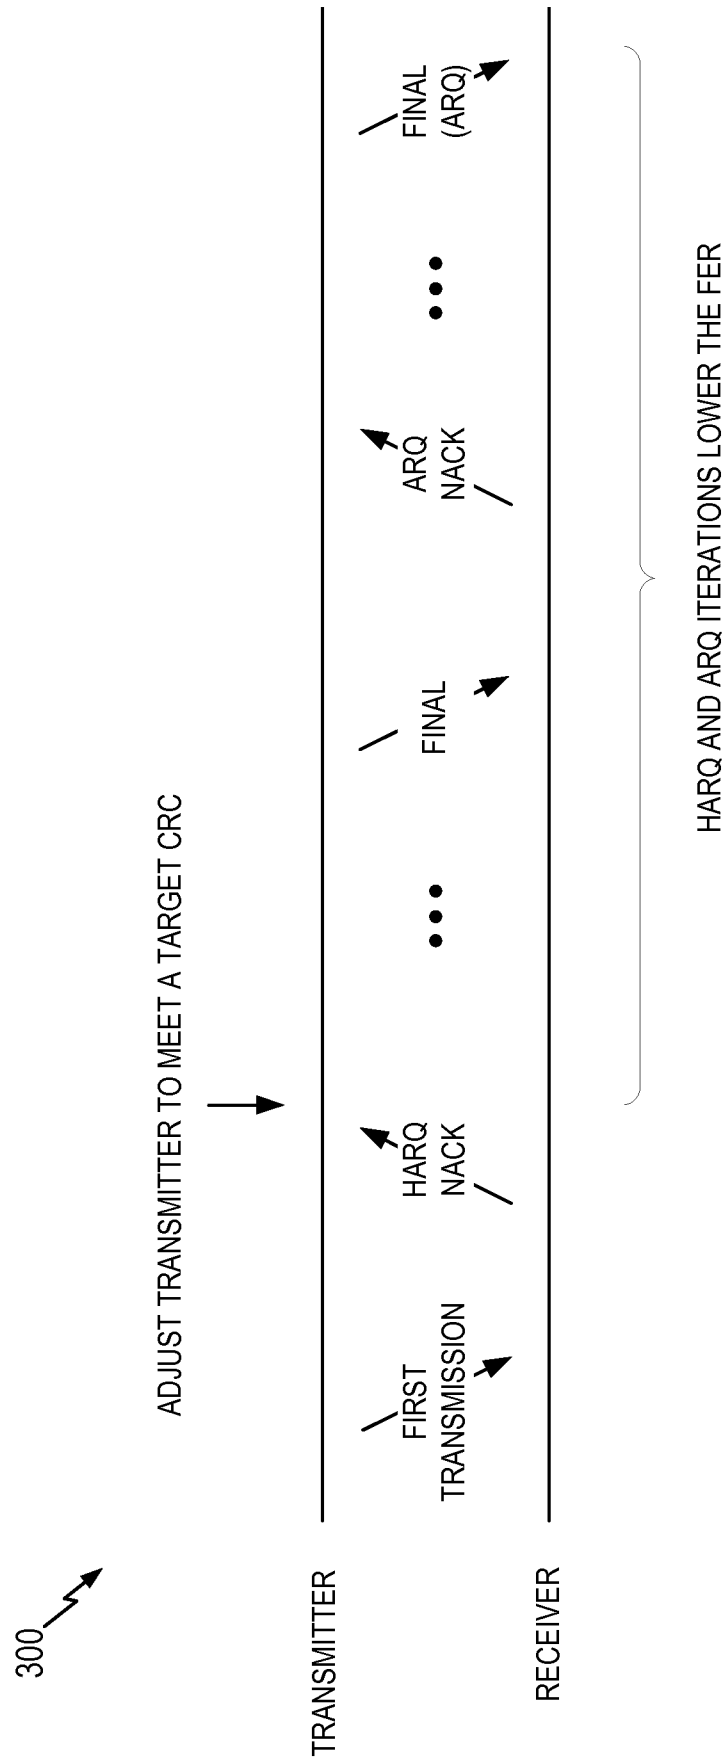 300
ADJUST TRANSMITTER TO MEET A TARGET CRC
TRANSMITTER
FIRST
TRANSMISSION
HARQ
NACK
FINAL
ARQ
NACK
FINAL
(ARQ)
RECEIVER
HARQ AND ARQ ITERATIONS LOWER THE FER